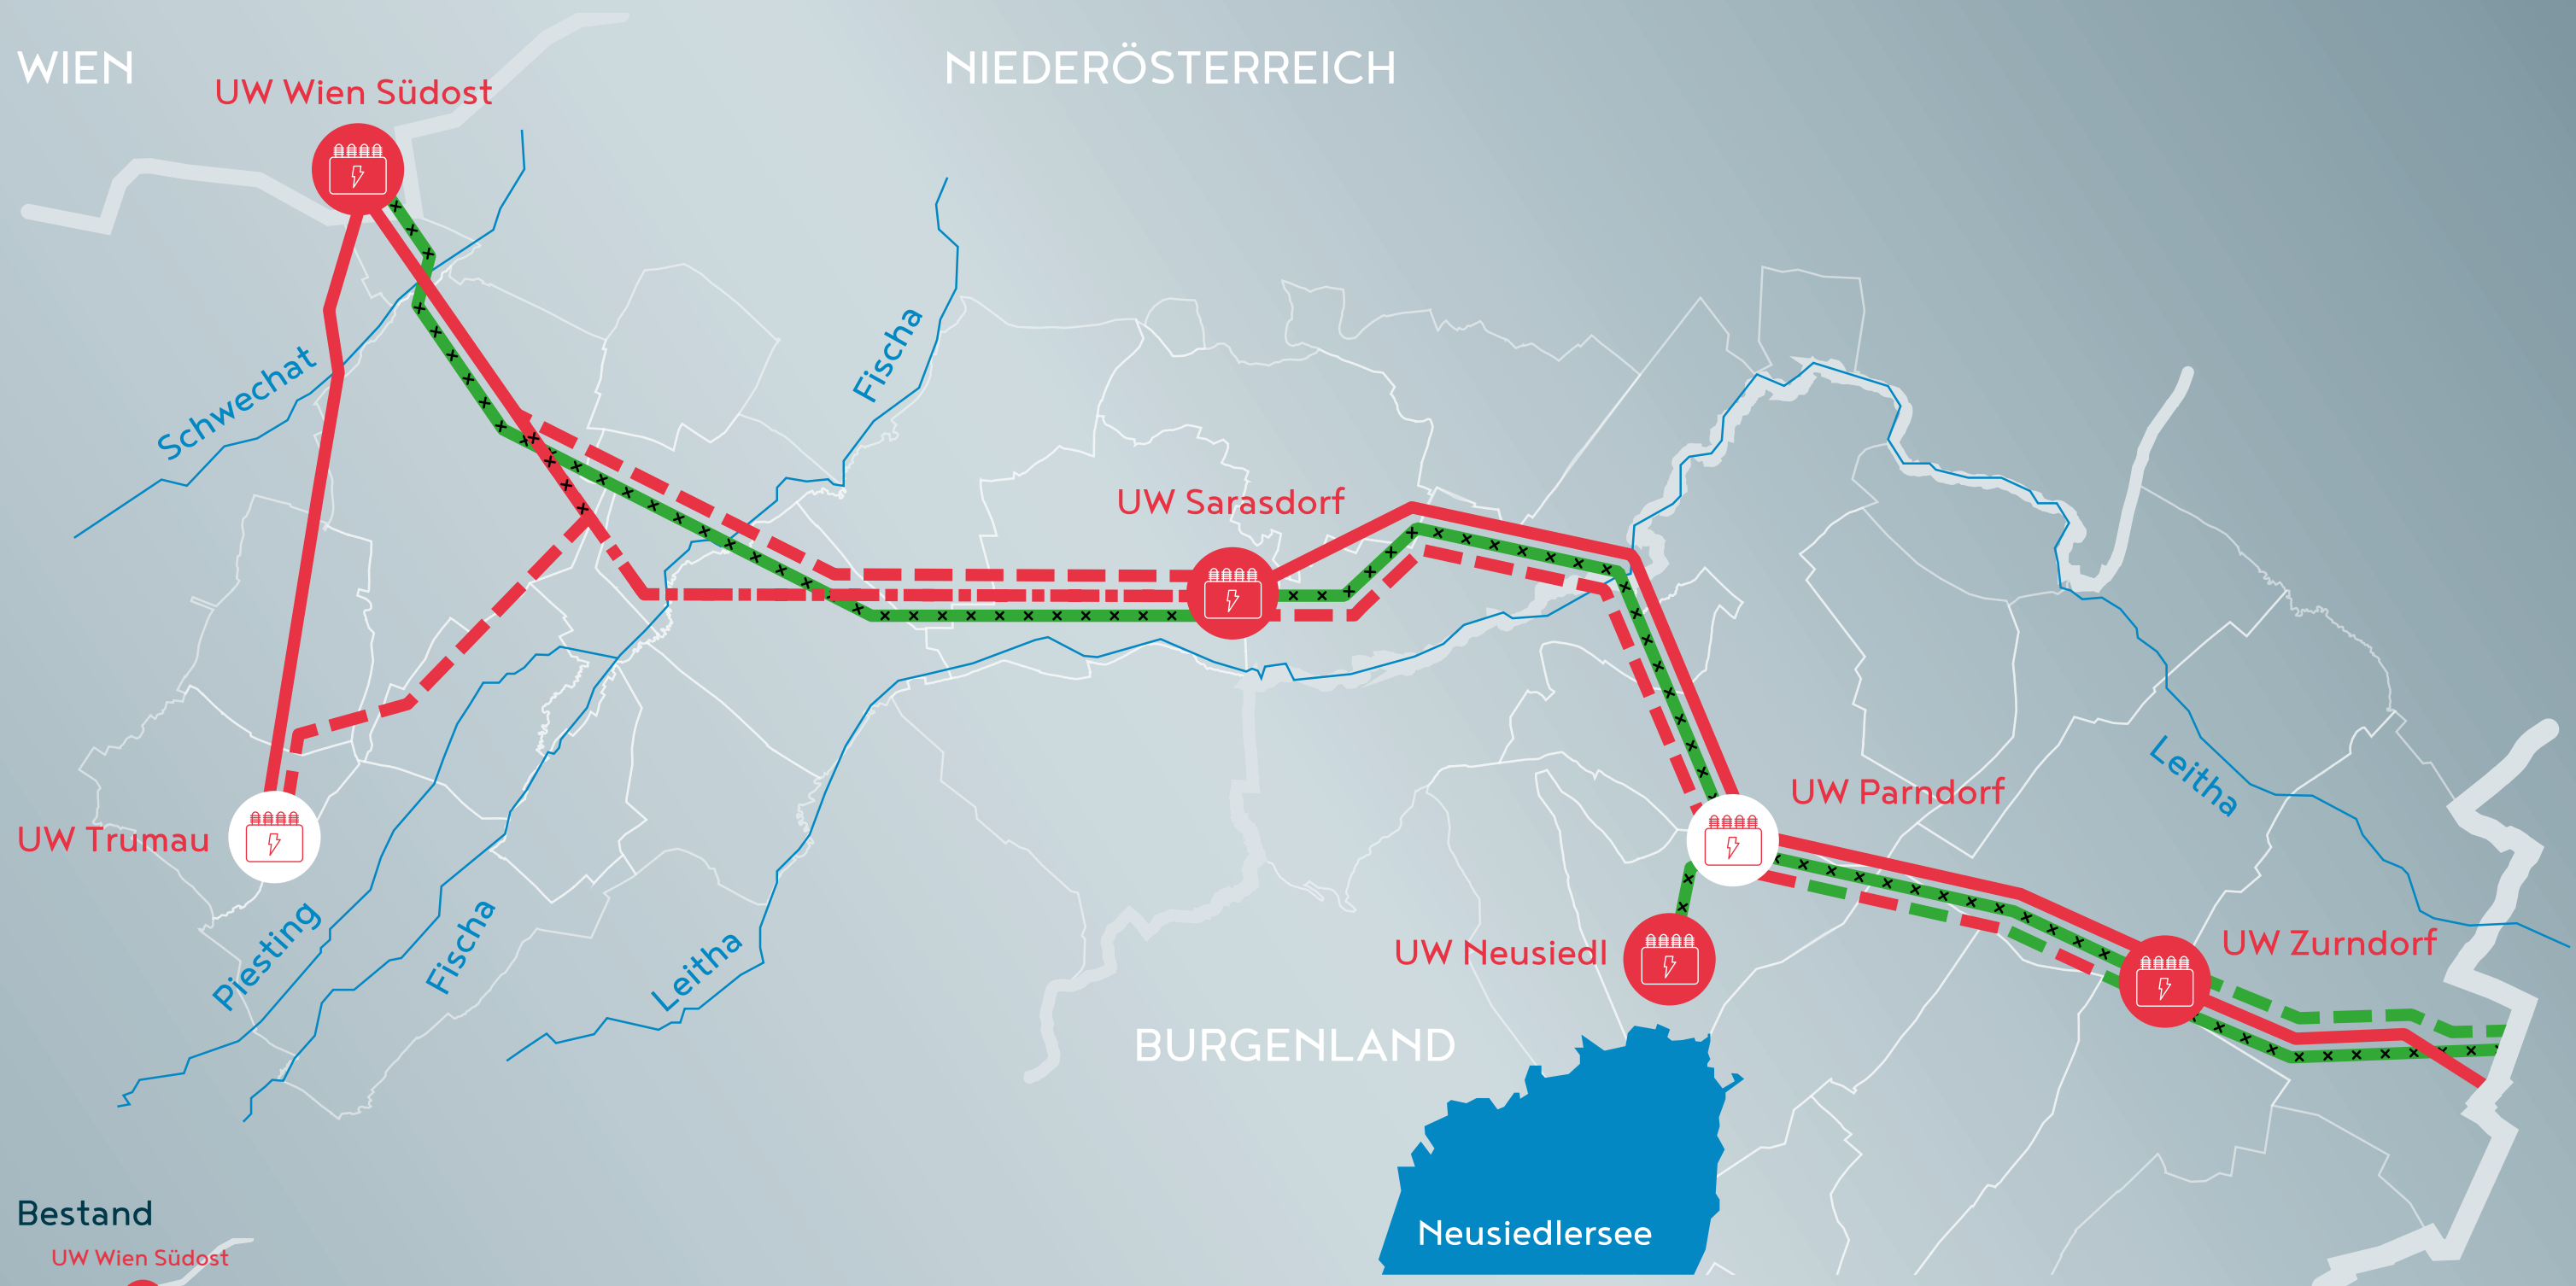 WIEN
NIEDERÖSTERREICH
UW Wien Südost
Fischa
Schwechat
UW Sarasdorf
Leitha
UW Parndorf
UW Trumau
Piesting
Fischa
Leitha
UW Neusiedl
UW Zurndorf
BURGENLAND
Neusiedlersee
Bestand
UW Wien Südost